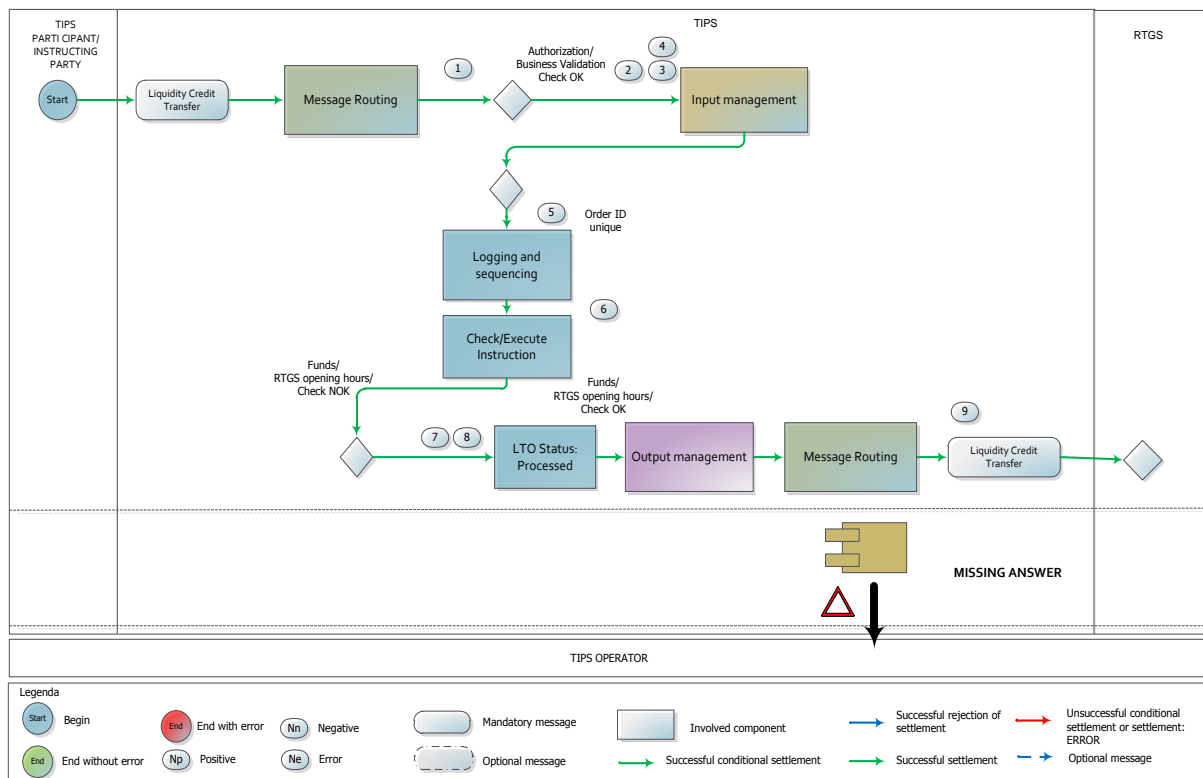 TIPS
PARTI CIPANT/
INSTRUCTING
PARTY
TIPS
RTGS
Start
Liquidity Credit
Transfer
Message Routing
1
Authorization/
Business Validation
Check OK
2
4
3
Input management
5
Order ID
unique
Logging and
sequencing
6
Check/Execute
Instruction
Funds/
RTGS opening hours/
Check NOK
Funds/
RTGS opening hours/
Check OK
7
8
LTO Status:
Processed
Output management
Message Routing
9
Liquidity Credit
Transfer
MISSING ANSWER
TIPS OPERATOR
Legenda
Start
Begin
End
End with error
Nn
Negative
Mandatory message
Involved component
Successful rejection of
settlement
Unsuccessful conditional
settlement or settlement:
ERROR
End
End without error
Np
Positive
Ne
Error
Optional message
Successful conditional settlement
Successful settlement
Optional message